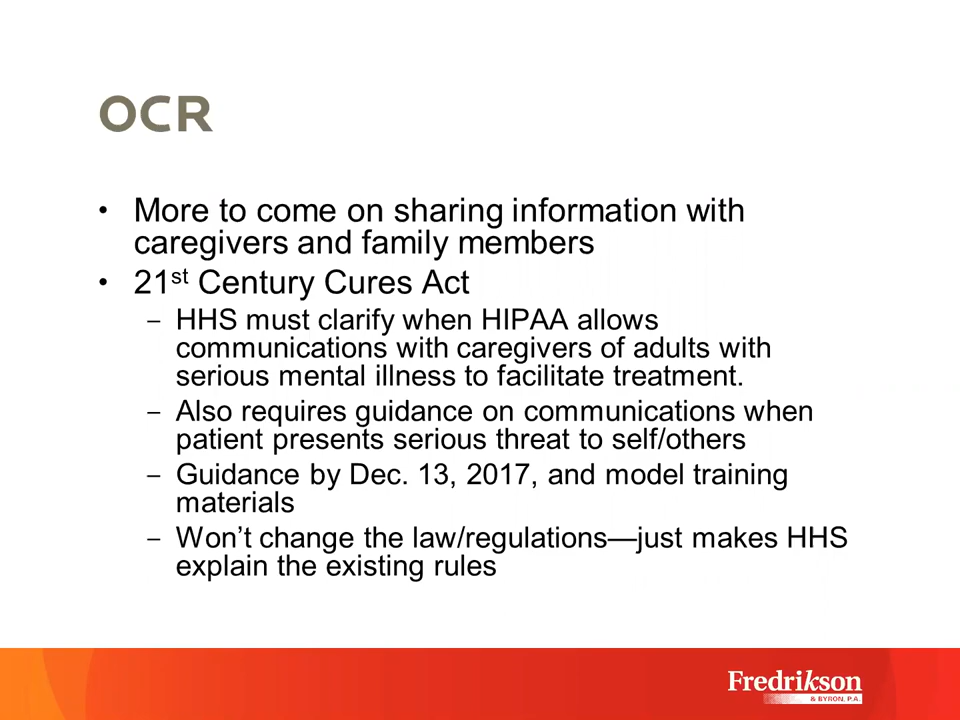 OCR
• More to come on sharing information with
caregivers and family members
• 21st Century Cures Act
– HHS must clarify when HIPAA allows
communications with caregivers of adults with
serious mental illness to facilitate treatment.
– Also requires guidance on communications when
patient presents serious threat to self/others
– Guidance by Dec. 13, 2017, and model training
materials
– Won’t change the law/regulations—just makes HHS
explain the existing rules
Fredrikson
& BYRON, P.A.